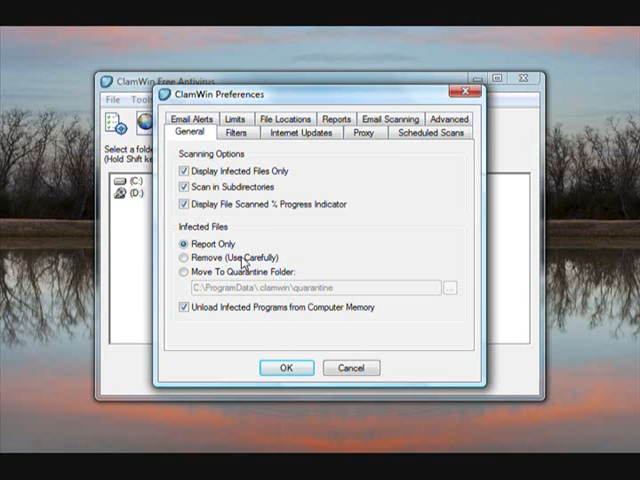 ClamWin Free Antivirus
ClamWin Preferences
File Tools
Email Alerts Limits File Locations Reports Email Scanning Advanced
General Filters Internet Updates Proxy Scheduled Scans
Select a folde
(Hold Shift ke
(C:)
(D:)
Scanning Options
Display Infected Files Only
Scan in Subdirectories
Display File Scanned % Progress Indicator
Infected Files
Report Only
Remove (Use Carefully)
Move To Quarantine Folder:
C:\ProgramData\.clamwin\quarantine
...
Unload Infected Programs from Computer Memory
OK Cancel